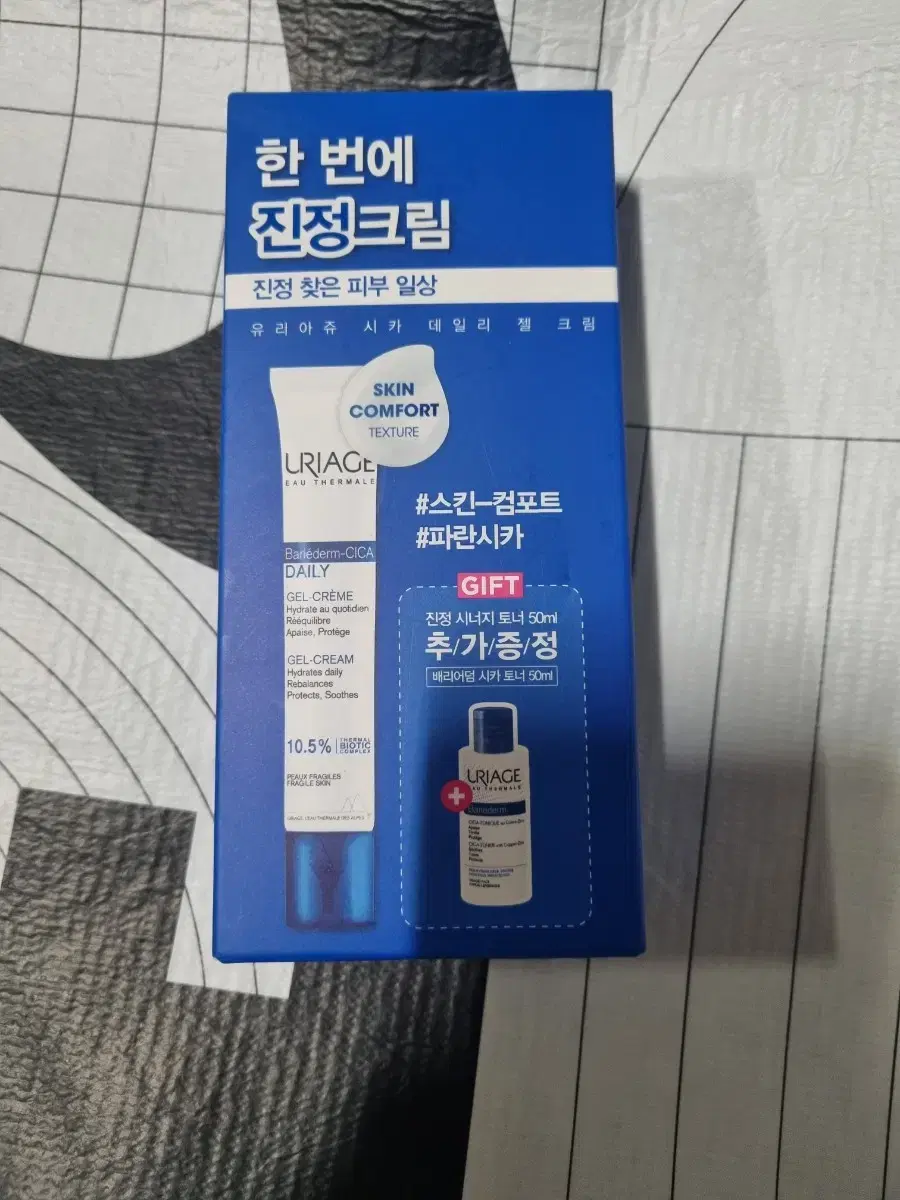 한 번에
진정크림
진정 찾은 피부 일상
유리아쥬 시카 데일리 젤 크림
SKIN
COMFORT
TEXTURE
URIAGE
EAU THERMALE
Bariéderm-CICA
DAILY
GEL-CRÈME
Hydrate au quotidien
Rééquilibre
Apaise, Protège
GEL-CREAM
Hydrates daily
Rebalances
Protects, Soothes
10.5% THERMAL
BIOTIC
COMPLEX
PEAUX FRAGILES
FRAGILE SKIN
#스킨-컴포트
#파란시카
GIFT
진정 시너지 토너 50ml
추/가/증/정
배리어덤 시카 토너 50ml
URIAGE
EAU THERMALE
Bariéderm